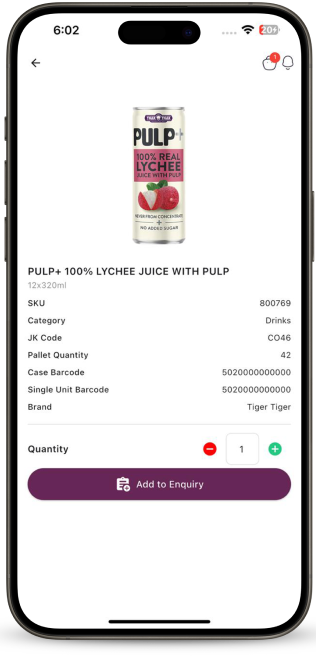 6:02
20
1
TIGER TIGER
PULP++
100% REAL
LYCHEE
JUICE WITH PULP
NEVER FROM CONCENTRATE
+
NO ADDED SUGAR
PULP+ 100% LYCHEE JUICE WITH PULP
12x320ml
SKU 800769
Category Drinks
JK Code CO46
Pallet Quantity 42
Case Barcode 5020000000000
Single Unit Barcode 5020000000000
Brand Tiger Tiger
Quantity 1
Add to Enquiry